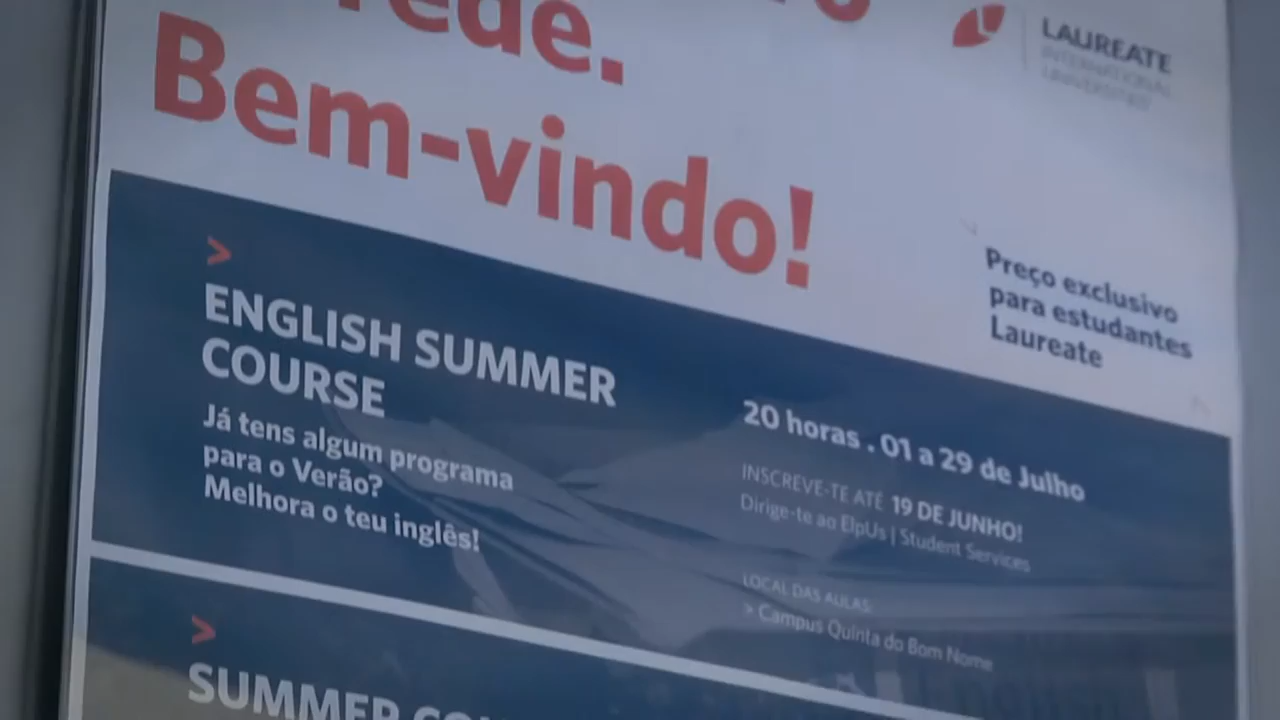 rede.
Bem-vindo!
LAUREATE
INTERNATIONAL
UNIVERSITIES
Preço exclusivo
para estudantes
Laureate
>
ENGLISH SUMMER
COURSE
Já tens algum programa
para o Verão?
Melhora o teu inglês!
20 horas . 01 a 29 de Julho
INSCREVE-TE ATÉ 19 DE JUNHO!
Dirige-te ao ElpUs | Student Services
LOCAL DAS AULAS:
> Campus Quinta do Bom Nome
>
SUMMER